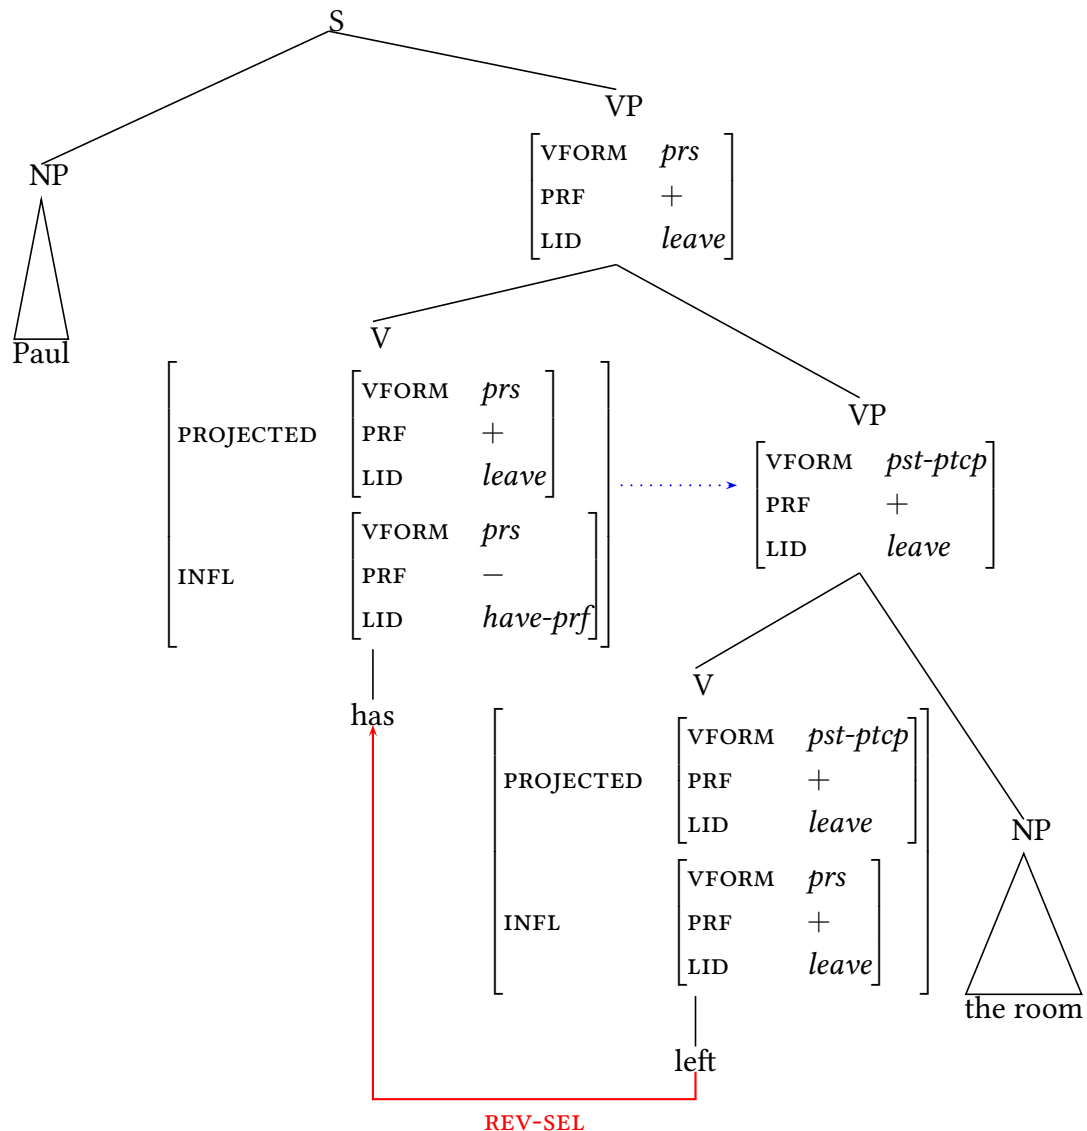 S
VP
VFORM prs
PRF +
LID leave
NP
Paul
V
PROJECTED
VFORM prs
PRF +
LID leave
INFL
VFORM prs
PRF −
LID have-prf
has
VP
VFORM pst-ptcp
PRF +
LID leave
V
PROJECTED
VFORM pst-ptcp
PRF +
LID leave
INFL
VFORM prs
PRF +
LID leave
left
NP
the room
REV-SEL